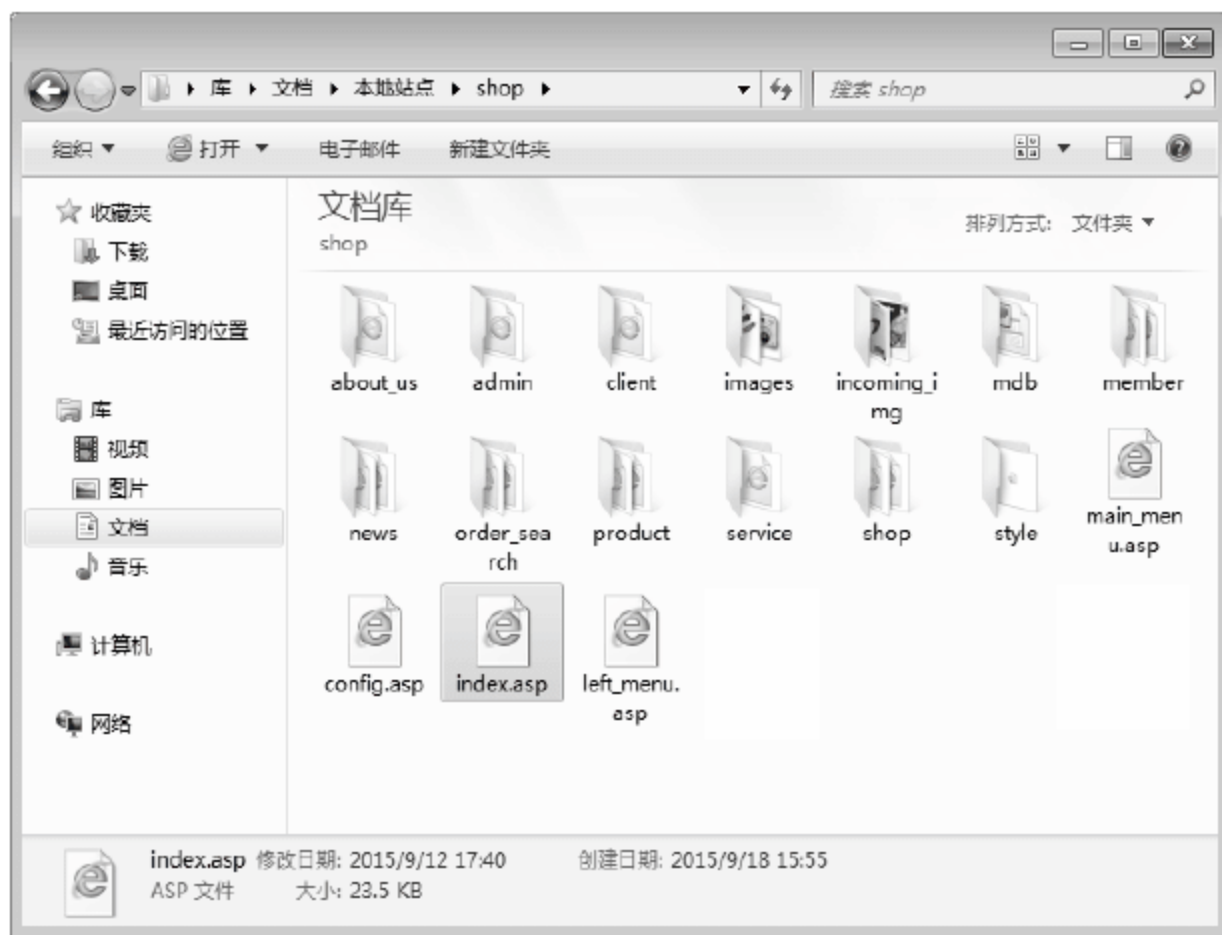 库 文档 本地站点 shop
搜索 shop
组织 打开 电子邮件 新建文件夹
收藏夹
下载
桌面
最近访问的位置
库
视频
图片
文档
音乐
计算机
网络
文档库
shop
排列方式: 文件夹
about_us admin client images incoming_i mdb member
mg
news order_sea product service shop style main_men
rch u.asp
config.asp index.asp left_menu.
asp
index.asp 修改日期: 2015/9/12 17:40 创建日期: 2015/9/18 15:55
ASP 文件 大小: 23.5 KB